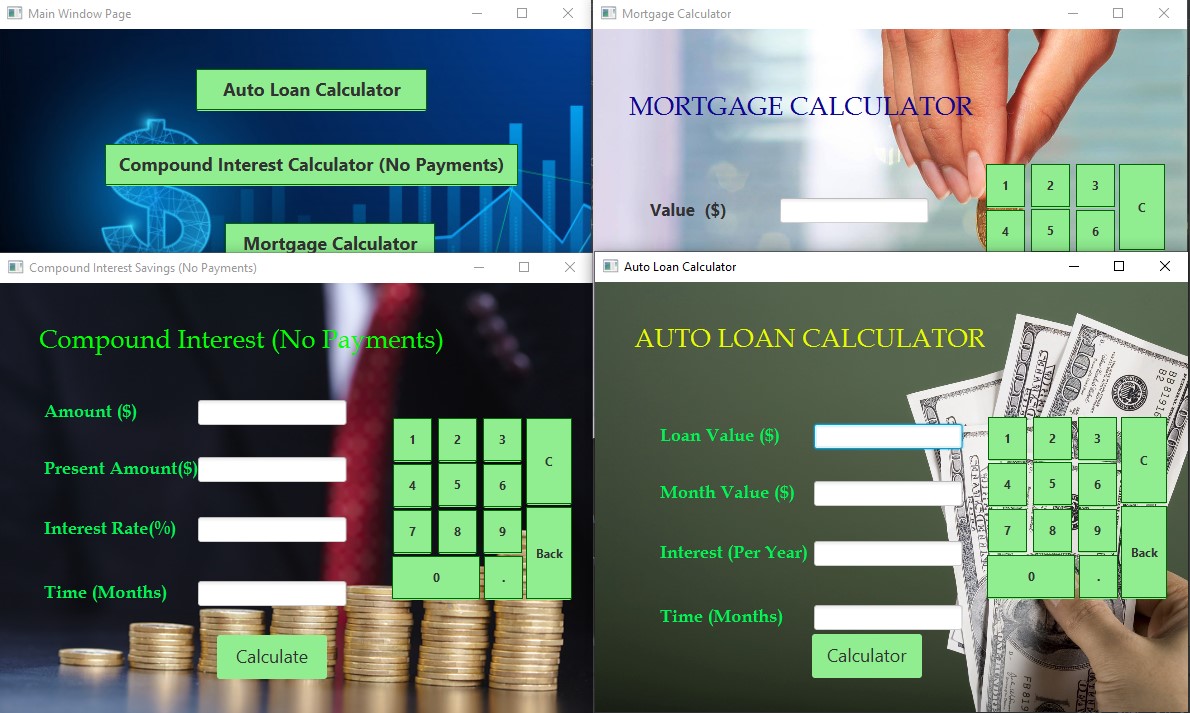 Main Window Page
Auto Loan Calculator
Compound Interest Calculator (No Payments)
Mortgage Calculator
Mortgage Calculator
MORTGAGE CALCULATOR
Value ($)
1 2 3 C
4 5 6
Compound Interest Savings (No Payments)
Compound Interest (No Payments)
Amount ($)
Present Amount($)
Interest Rate(%)
Time (Months)
1 2 3 C
4 5 6
7 8 9 Back
0 .
Calculate
Auto Loan Calculator
AUTO LOAN CALCULATOR
Loan Value ($)
Month Value ($)
Interest (Per Year)
Time (Months)
1 2 3 C
4 5 6
7 8 9 Back
0 .
Calculator
100
B2